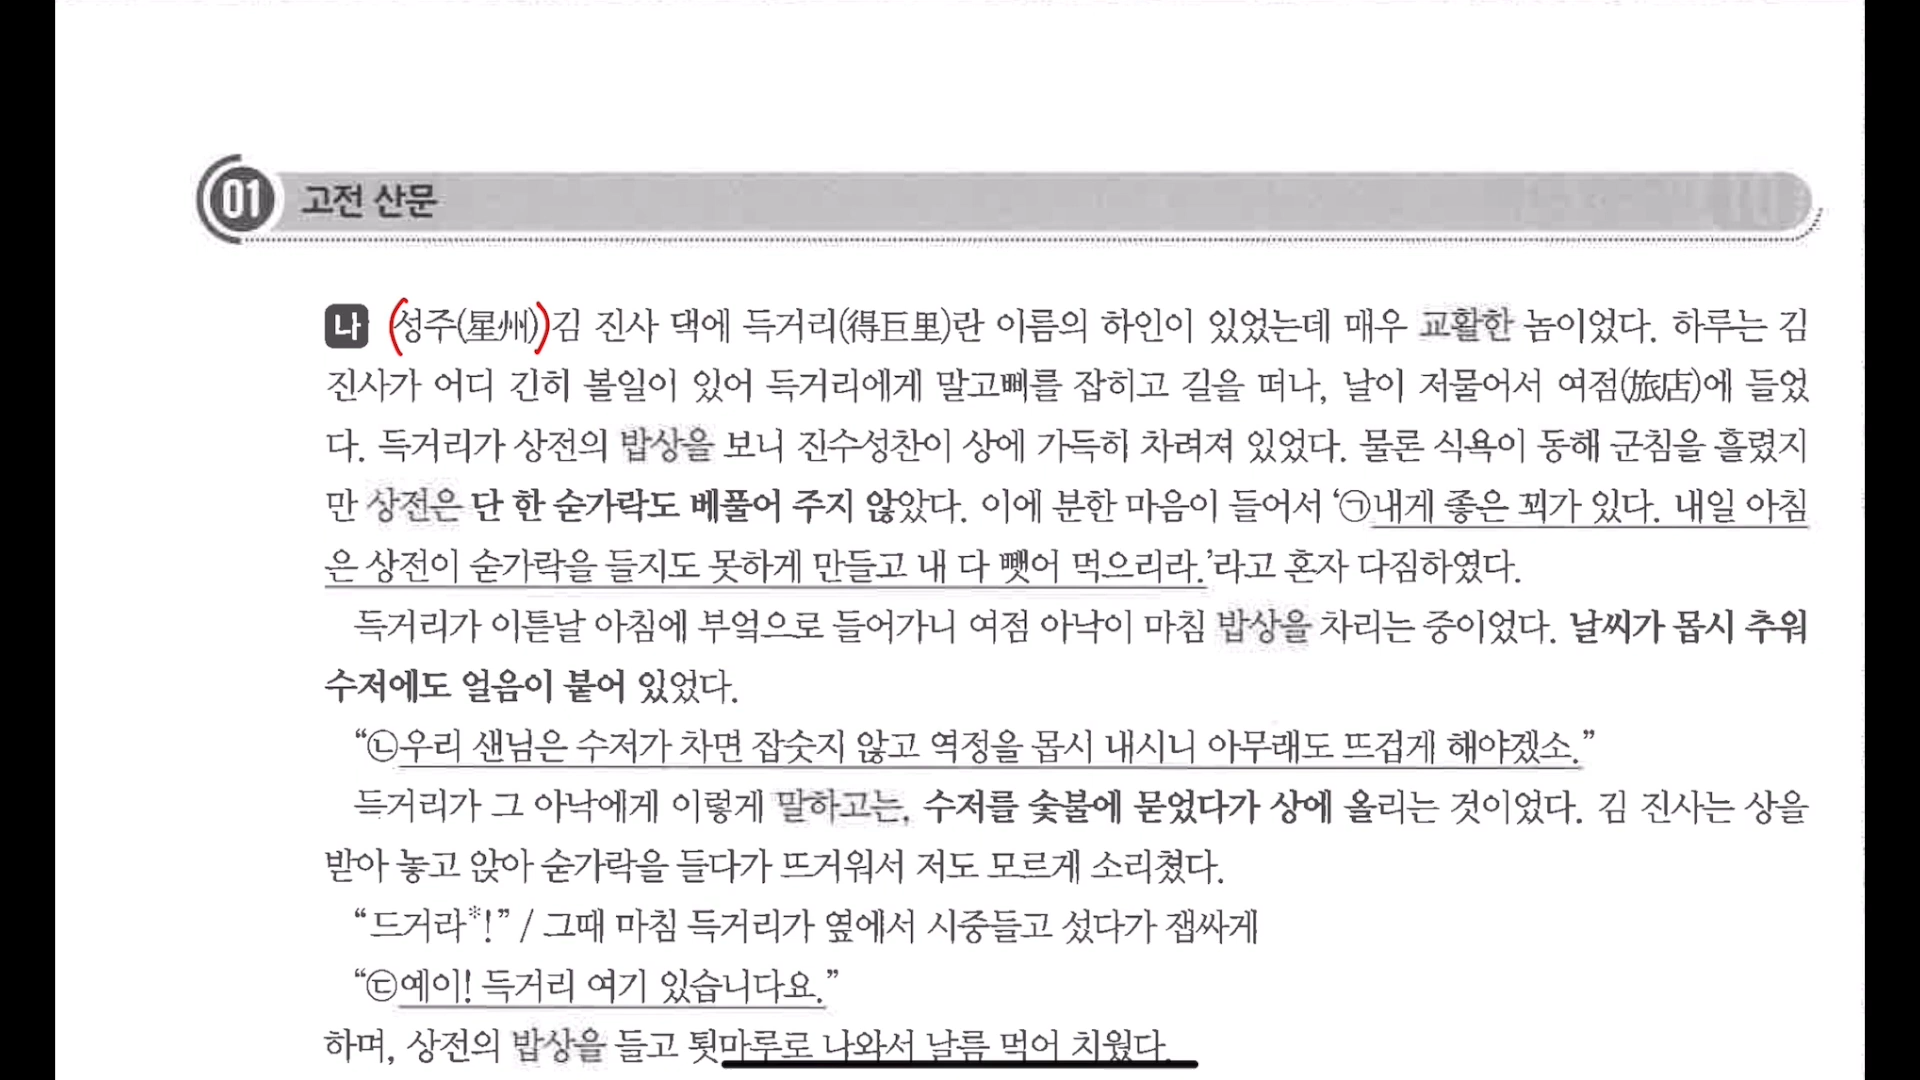 01 고전 산문
나 (성주(星州))김 진사 댁에 득거리(得巨里)란 이름의 하인이 있었는데 매우 교활한 놈이었다. 하루는 김
진사가 어디 긴히 볼일이 있어 득거리에게 말고삐를 잡히고 길을 떠나, 날이 저물어서 여점(旅店)에 들었
다. 득거리가 상전의 밥상을 보니 진수성찬이 상에 가득히 차려져 있었다. 물론 식욕이 동해 군침을 흘렸지
만 상전은 단 한 숟가락도 베풀어 주지 않았다. 이에 분한 마음이 들어서 ‘㉠내게 좋은 꾀가 있다. 내일 아침
은 상전이 숟가락을 들지도 못하게 만들고 내 다 뺏어 먹으리라.’라고 혼자 다짐하였다.
득거리가 이튿날 아침에 부엌으로 들어가니 여점 아낙이 마침 밥상을 차리는 중이었다. 날씨가 몹시 추워
수저에도 얼음이 붙어 있었다.
“㉡우리 샌님은 수저가 차면 잡숫지 않고 역정을 몹시 내시니 아무래도 뜨겁게 해야겠소.”
득거리가 그 아낙에게 이렇게 말하고는, 수저를 숯불에 묻었다가 상에 올리는 것이었다. 김 진사는 상을
받아 놓고 앉아 숟가락을 들다가 뜨거워서 저도 모르게 소리쳤다.
“드거라*!” / 그때 마침 득거리가 옆에서 시중들고 섰다가 잽싸게
“㉢예이! 득거리 여기 있습니다요.”
하며, 상전의 밥상을 들고 툇마루로 나와서 날름 먹어 치웠다.